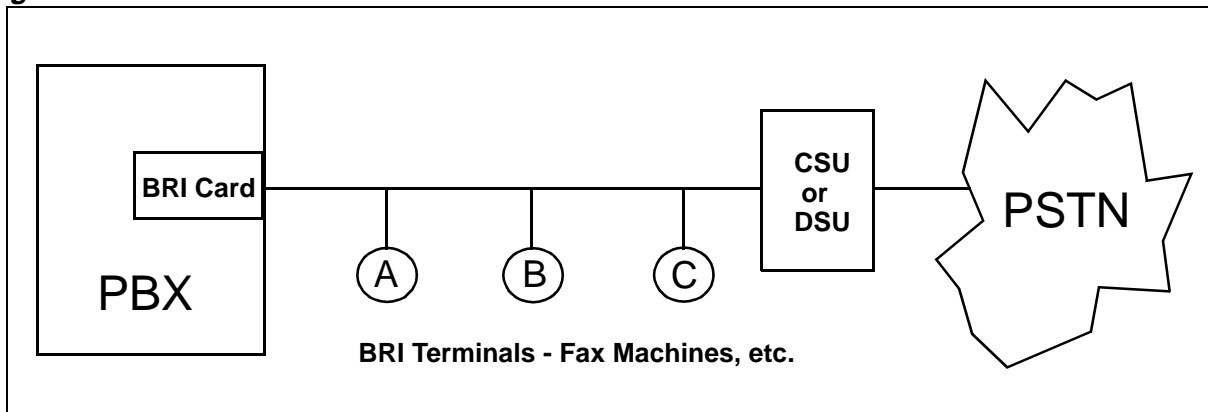 BRI Card
PBX
A
B
C
BRI Terminals - Fax Machines, etc.
CSU
or
DSU
PSTN